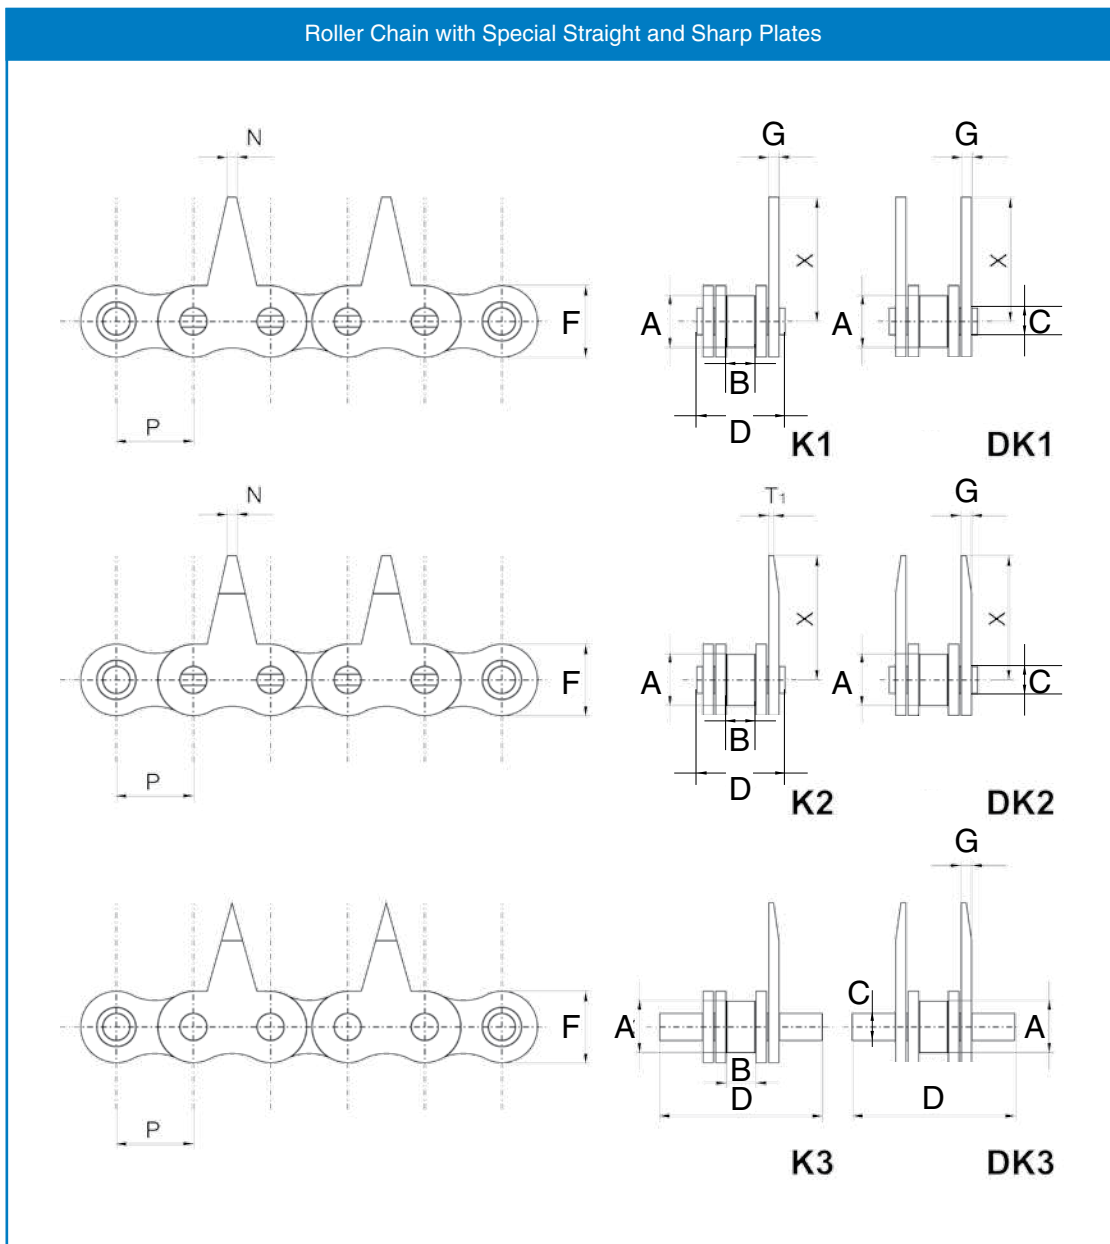 Roller Chain with Special Straight and Sharp Plates
N G G
X X
F A A C
B
P D
K1 DK1
N T1 G
X X
F A A C
B
P D
K2 DK2
G
C
F A A
B
D D
P
K3 DK3